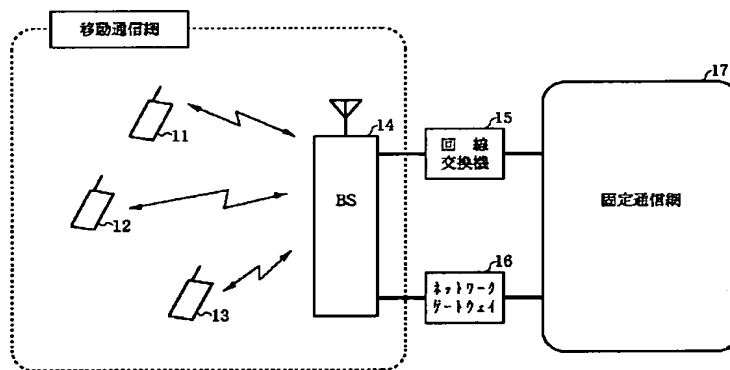 移動通信網
11
12
13
14
BS
15
回線
交換機
16
ネットワーク
ゲートウェイ
17
固定通信網